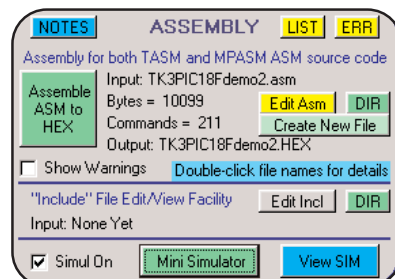 NOTES ASSEMBLY LIST ERR
Assembly for both TASM and MPASM ASM source code
Assemble ASM to HEX
Input: TK3PIC18Fdemo2.asm
Bytes = 10099 Edit Asm DIR
Commands = 211 Create New File
Output: TK3PIC18Fdemo2.HEX
Show Warnings Double-click file names for details
"Include" File Edit/View Facility Edit Incl DIR
Input: None Yet
Simul On Mini Simulator View SIM